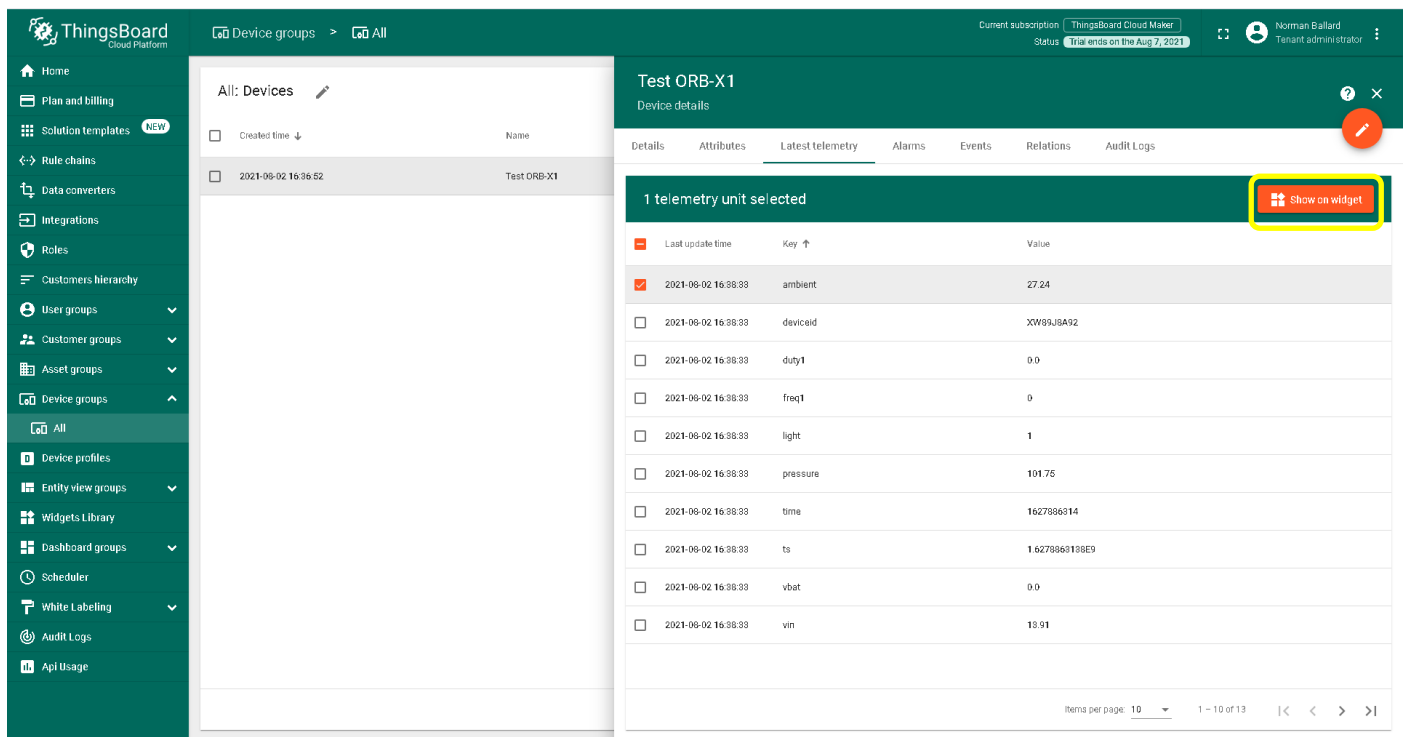 ThingsBoard
Cloud Platform
Device groups > All
Current subscription ThingsBoard Cloud Maker
Status Trial ends on the Aug 7, 2021
Norman Ballard
Tenant administrator
Home
Plan and billing
Solution templates NEW
Rule chains
Data converters
Integrations
Roles
Customers hierarchy
User groups
Customer groups
Asset groups
Device groups
All
Device profiles
Entity view groups
Widgets Library
Dashboard groups
Scheduler
White Labeling
Audit Logs
Api Usage
All: Devices
Created time Name
2021-08-02 16:36:52 Test ORB-X1
Test ORB-X1
Device details
Details Attributes Latest telemetry Alarms Events Relations Audit Logs
1 telemetry unit selected Show on widget
Last update time Key Value
2021-08-02 16:38:33 ambient 27.24
2021-08-02 16:38:33 deviceid XW89J8A92
2021-08-02 16:38:33 duty1 0.0
2021-08-02 16:38:33 freq1 0
2021-08-02 16:38:33 light 1
2021-08-02 16:38:33 pressure 101.75
2021-08-02 16:38:33 time 1627886314
2021-08-02 16:38:33 ts 1.6278863138E9
2021-08-02 16:38:33 vbat 0.0
2021-08-02 16:38:33 vin 13.91
Items per page: 10 1 – 10 of 13